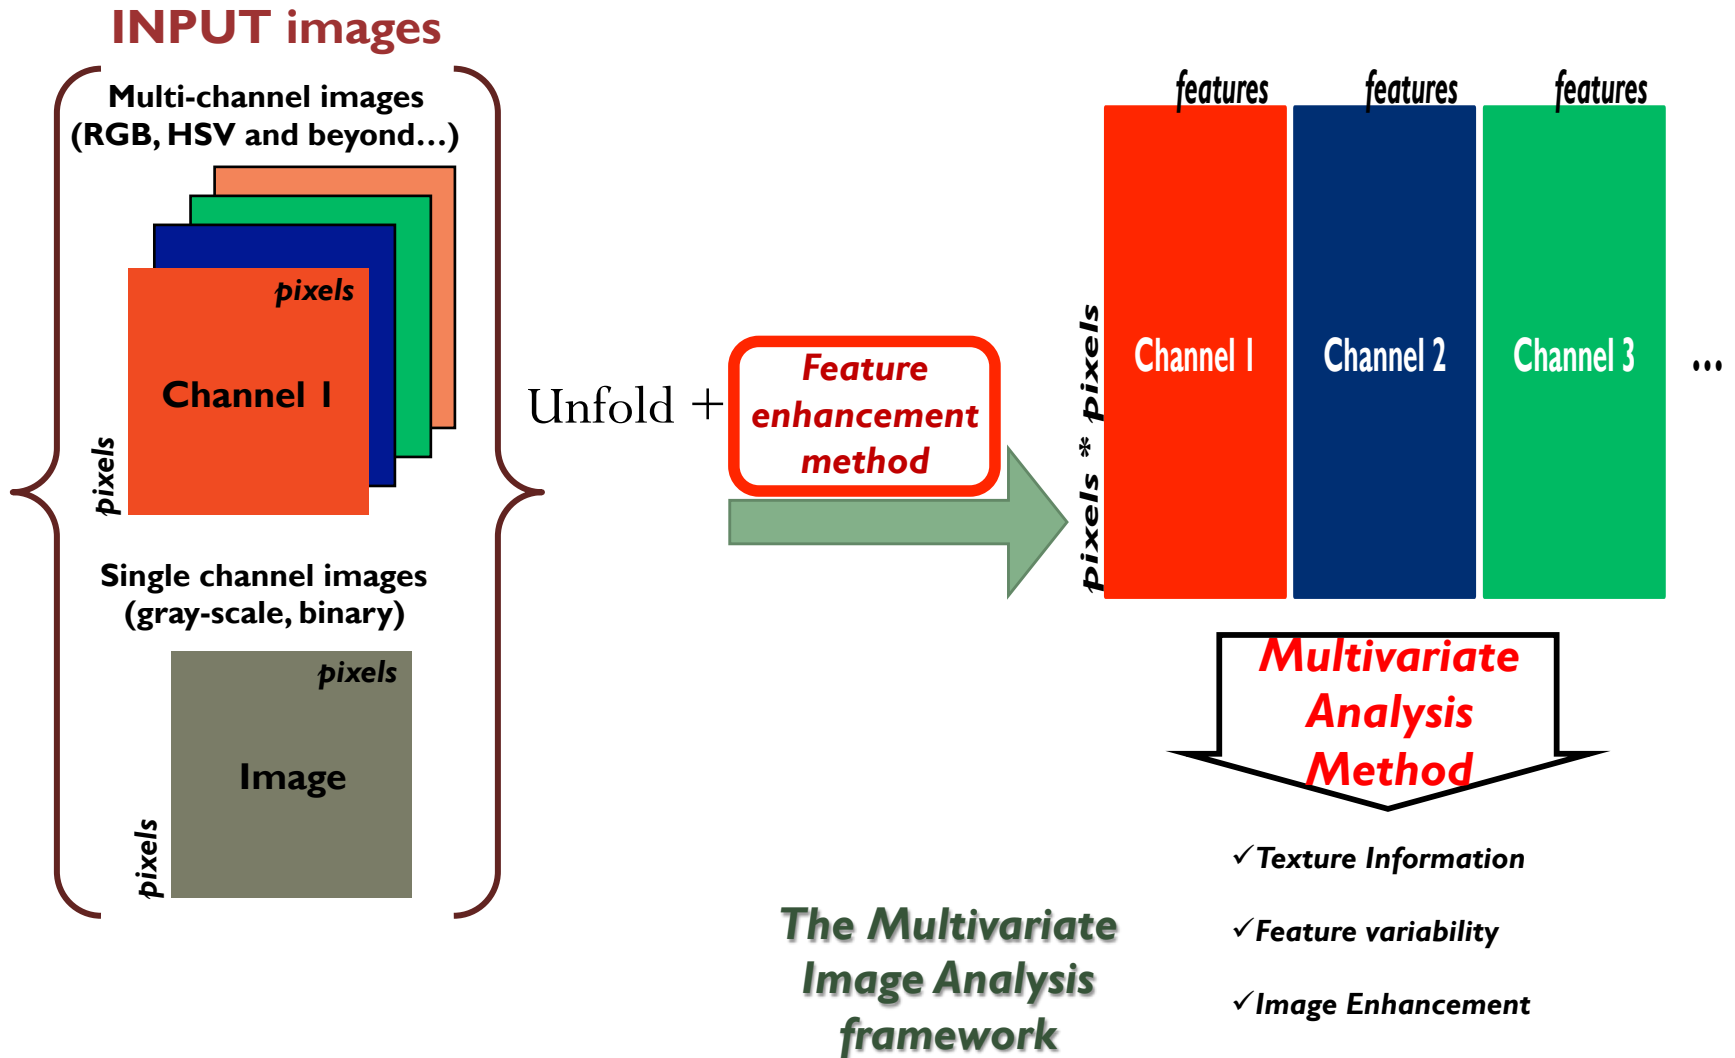 INPUT images
Multi-channel images
(RGB, HSV and beyond...)
pixels
Channel 1
pixels
Single channel images
(gray-scale, binary)
pixels
Image
pixels
Unfold +
Feature
enhancement
method
features
features
features
pixels * pixels
Channel 1
Channel 2
Channel 3
...
Multivariate
Analysis
Method
✓Texture Information
✓Feature variability
✓Image Enhancement
The Multivariate
Image Analysis
framework